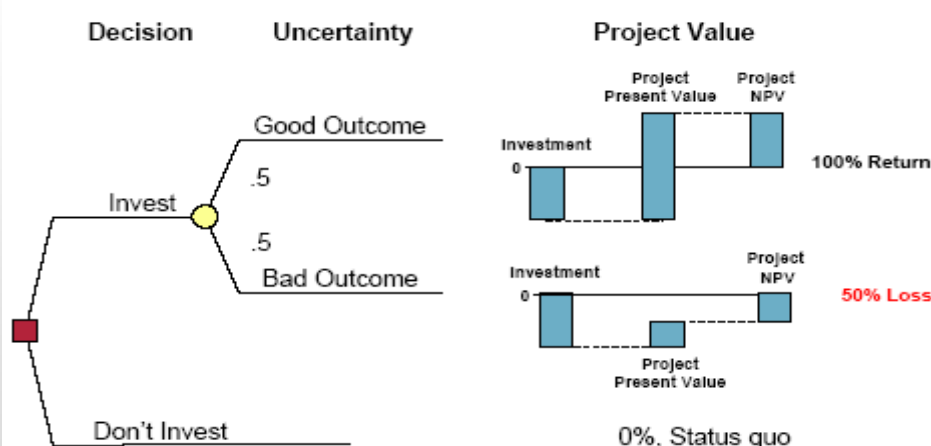 Decision Uncertainty Project Value
Project
Present Value
Project
NPV
Good Outcome
Investment
0
100% Return
.5
Invest
.5
Bad Outcome
Project
NPV
Investment
0
50% Loss
Project
Present Value
Don't Invest
0%, Status quo